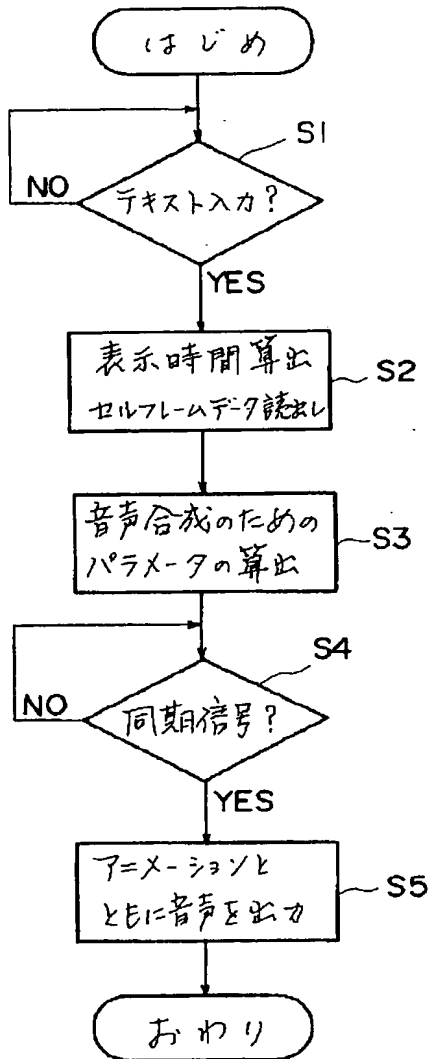 はじめ
S1
NO
テキスト入力?
YES
表示時間算出
セルフレームデータ読出し
S2
音声合成のための
パラメータの算出
S3
S4
NO
同期信号?
YES
アニメーションと
ともに音声を出力
S5
おわり